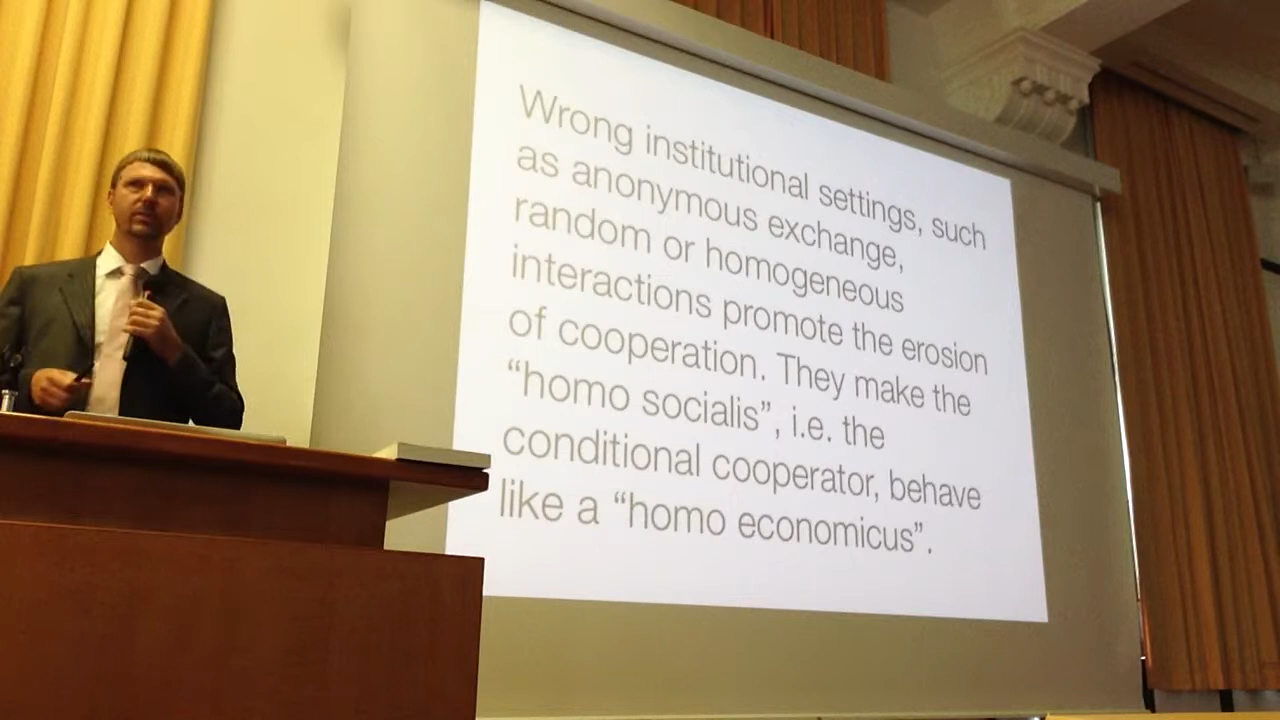 Wrong institutional settings, such
as anonymous exchange,
random or homogeneous
interactions promote the erosion
of cooperation. They make the
“homo socialis”, i.e. the
conditional cooperator, behave
like a “homo economicus”.